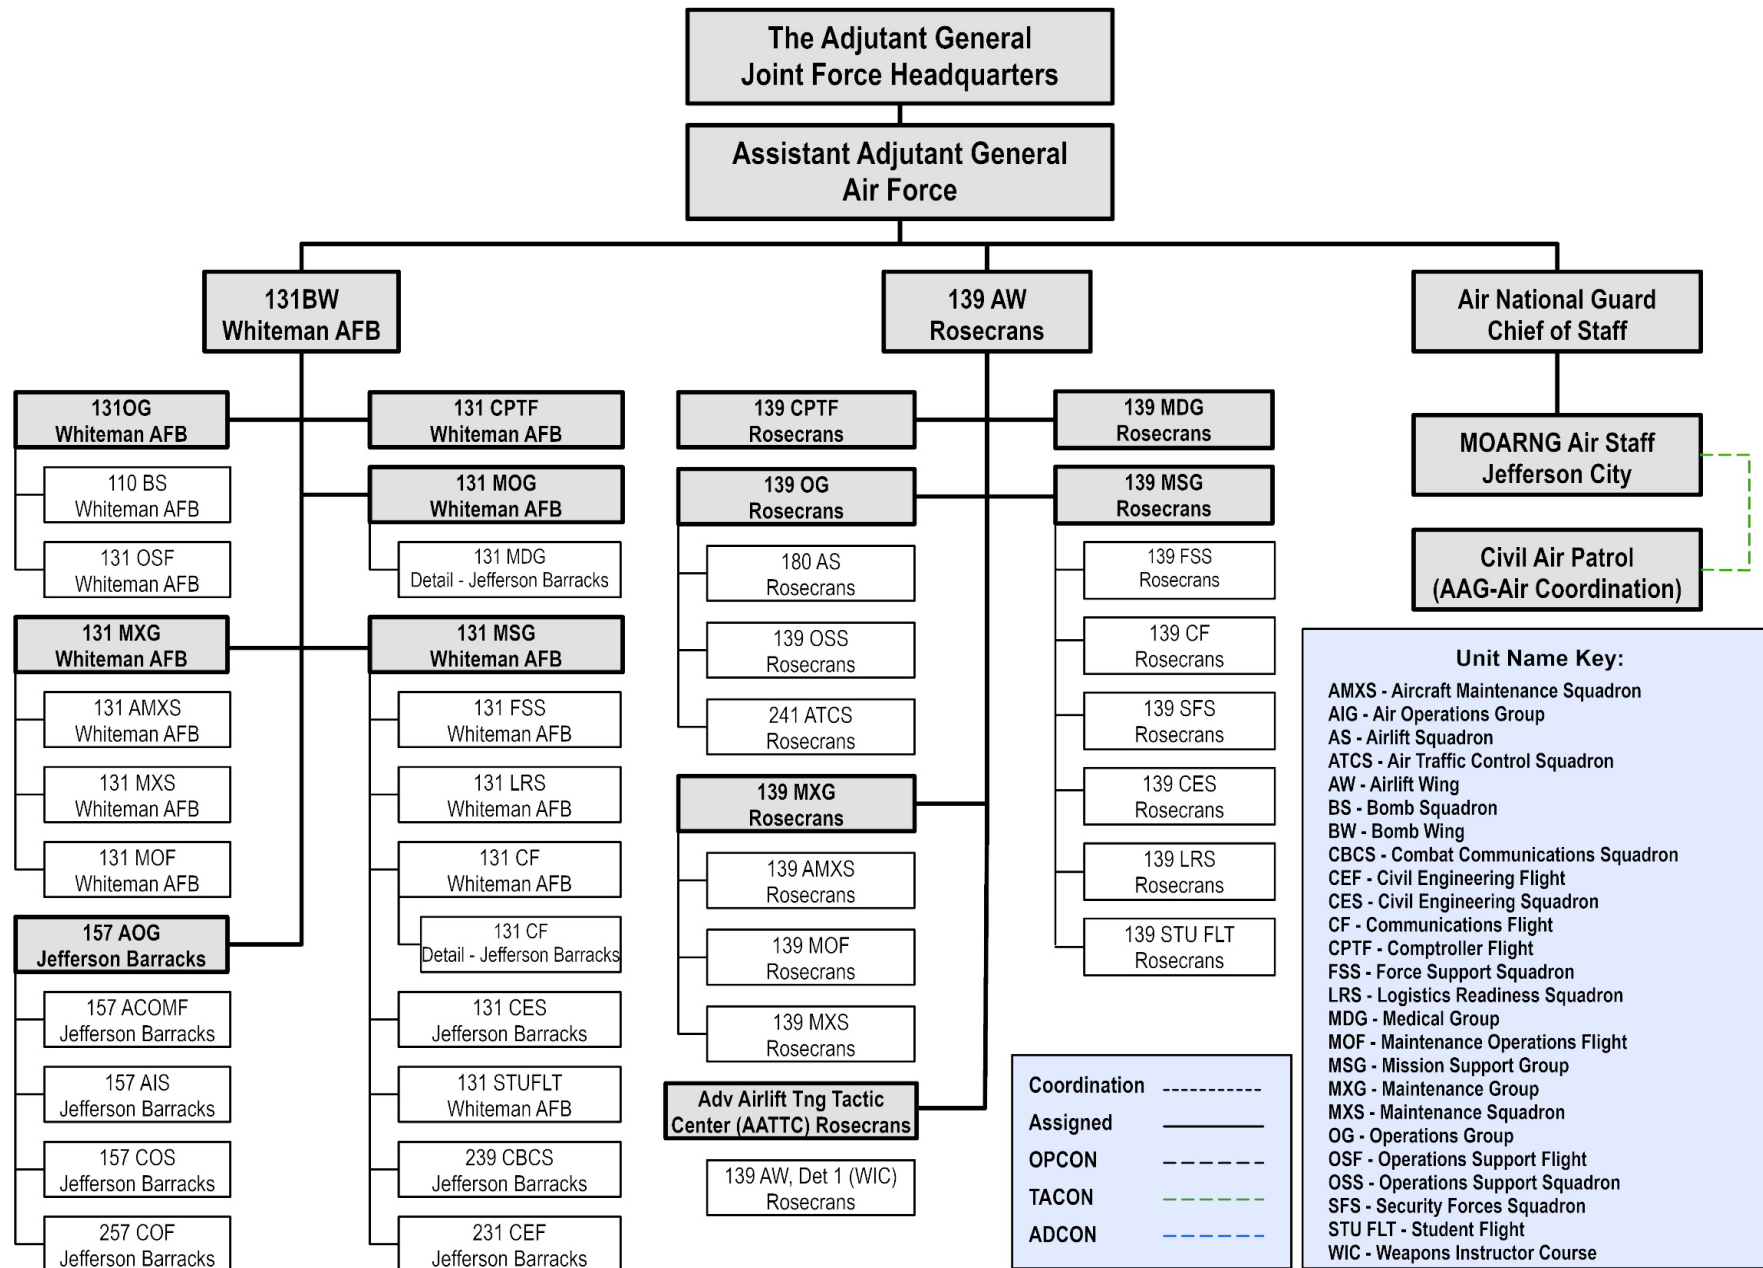 The Adjutant General
Joint Force Headquarters
Assistant Adjutant General
Air Force
131BW
Whiteman AFB
139 AW
Rosecrans
Air National Guard
Chief of Staff
131OG
Whiteman AFB
110 BS
Whiteman AFB
131 OSF
Whiteman AFB
131 MXG
Whiteman AFB
131 AMXS
Whiteman AFB
131 MXS
Whiteman AFB
131 MOF
Whiteman AFB
157 AOG
Jefferson Barracks
157 ACOMF
Jefferson Barracks
157 AIS
Jefferson Barracks
157 COS
Jefferson Barracks
257 COF
Jefferson Barracks
131 CPTF
Whiteman AFB
131 MOG
Whiteman AFB
131 MDG
Detail - Jefferson Barracks
131 MSG
Whiteman AFB
131 FSS
Whiteman AFB
131 LRS
Whiteman AFB
131 CF
Whiteman AFB
131 CF
Detail - Jefferson Barracks
131 CES
Jefferson Barracks
131 STUFLT
Whiteman AFB
239 CBCS
Jefferson Barracks
231 CEF
Jefferson Barracks
139 CPTF
Rosecrans
139 OG
Rosecrans
180 AS
Rosecrans
139 OSS
Rosecrans
241 ATCS
Rosecrans
139 MXG
Rosecrans
139 AMXS
Rosecrans
139 MOF
Rosecrans
139 MXS
Rosecrans
Adv Airlift Tng Tactic
Center (AATTC) Rosecrans
139 AW, Det 1 (WIC)
Rosecrans
139 MDG
Rosecrans
139 MSG
Rosecrans
139 FSS
Rosecrans
139 CF
Rosecrans
139 SFS
Rosecrans
139 CES
Rosecrans
139 LRS
Rosecrans
139 STU FLT
Rosecrans
MOARNG Air Staff
Jefferson City
Civil Air Patrol
(AAG-Air Coordination)
Coordination
Assigned
OPCON
TACON
ADCON
Unit Name Key:
AMXS - Aircraft Maintenance Squadron
AIG - Air Operations Group
AS - Airlift Squadron
ATCS - Air Traffic Control Squadron
AW - Airlift Wing
BS - Bomb Squadron
BW - Bomb Wing
CBCS - Combat Communications Squadron
CEF - Civil Engineering Flight
CES - Civil Engineering Squadron
CF - Communications Flight
CPTF - Comptroller Flight
FSS - Force Support Squadron
LRS - Logistics Readiness Squadron
MDG - Medical Group
MOF - Maintenance Operations Flight
MSG - Mission Support Group
MXG - Maintenance Group
MXS - Maintenance Squadron
OG - Operations Group
OSF - Operations Support Flight
OSS - Operations Support Squadron
SFS - Security Forces Squadron
STU FLT - Student Flight
WIC - Weapons Instructor Course